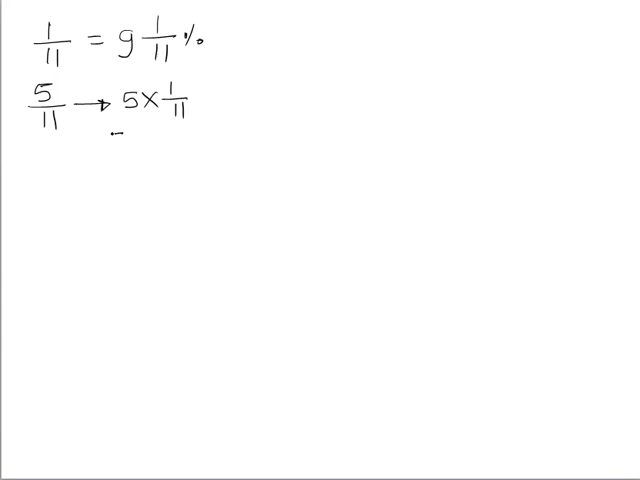 1/11 = 9 1/11 %
5/11 → 5 × 1/11